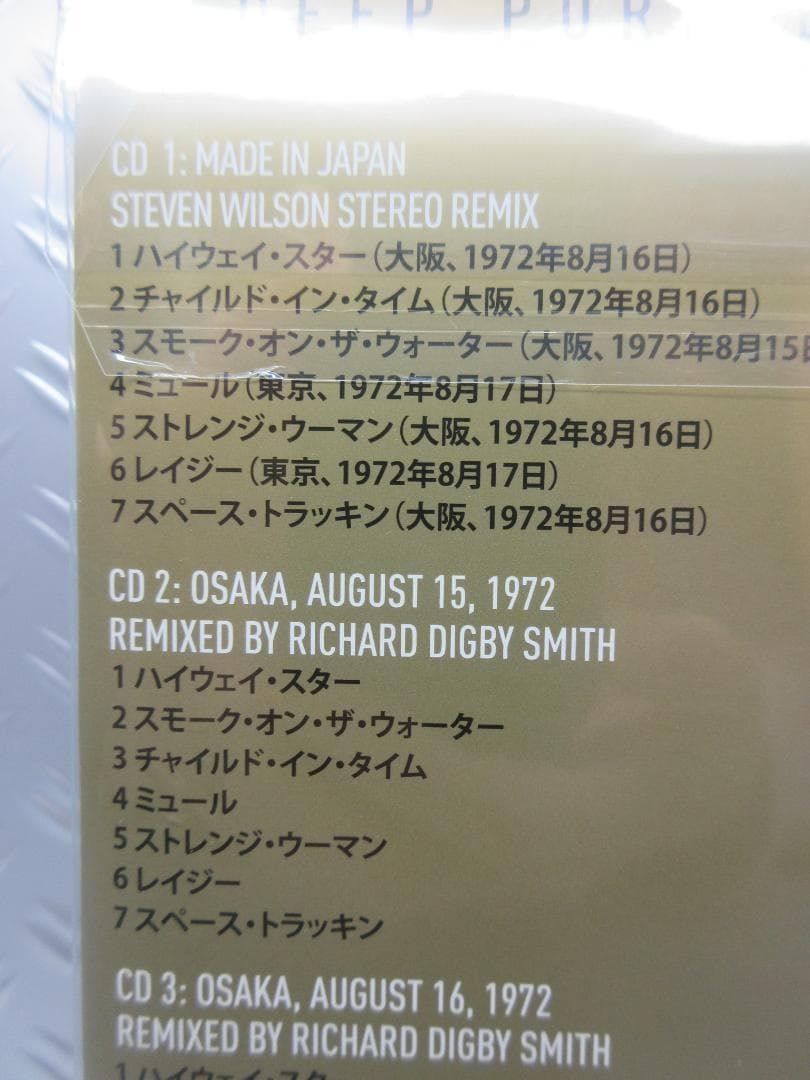 DEEP PUR
CD 1: MADE IN JAPAN
STEVEN WILSON STEREO REMIX
1 ハイウェイ・スター（大阪、1972年8月16日）
2 チャイルド・イン・タイム（大阪、1972年8月16日）
3 スモーク・オン・ザ・ウォーター（大阪、1972年8月15日
4 ミュール（東京、1972年8月17日）
5 ストレンジ・ウーマン（大阪、1972年8月16日）
6 レイジー（東京、1972年8月17日）
7 スペース・トラッキン（大阪、1972年8月16日）
CD 2: OSAKA, AUGUST 15, 1972
REMIXED BY RICHARD DIGBY SMITH
1 ハイウェイ・スター
2 スモーク・オン・ザ・ウォーター
3 チャイルド・イン・タイム
4 ミュール
5 ストレンジ・ウーマン
6 レイジー
7 スペース・トラッキン
CD 3: OSAKA, AUGUST 16, 1972
REMIXED BY RICHARD DIGBY SMITH
1 ハイウェイ・スター